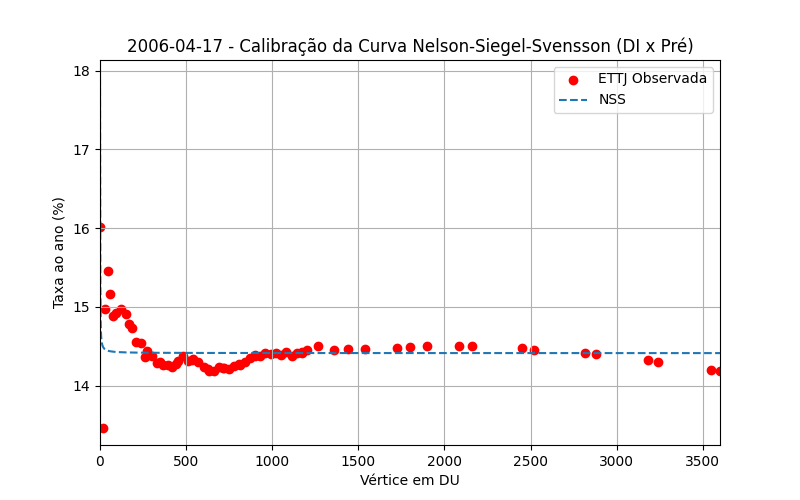 2006-04-17 - Calibração da Curva Nelson-Siegel-Svensson (DI x Pré)
ETTJ Observada
NSS
Taxa ao ano (%)
18
17
16
15
14
0
500
1000
1500
2000
2500
3000
3500
Vértice em DU